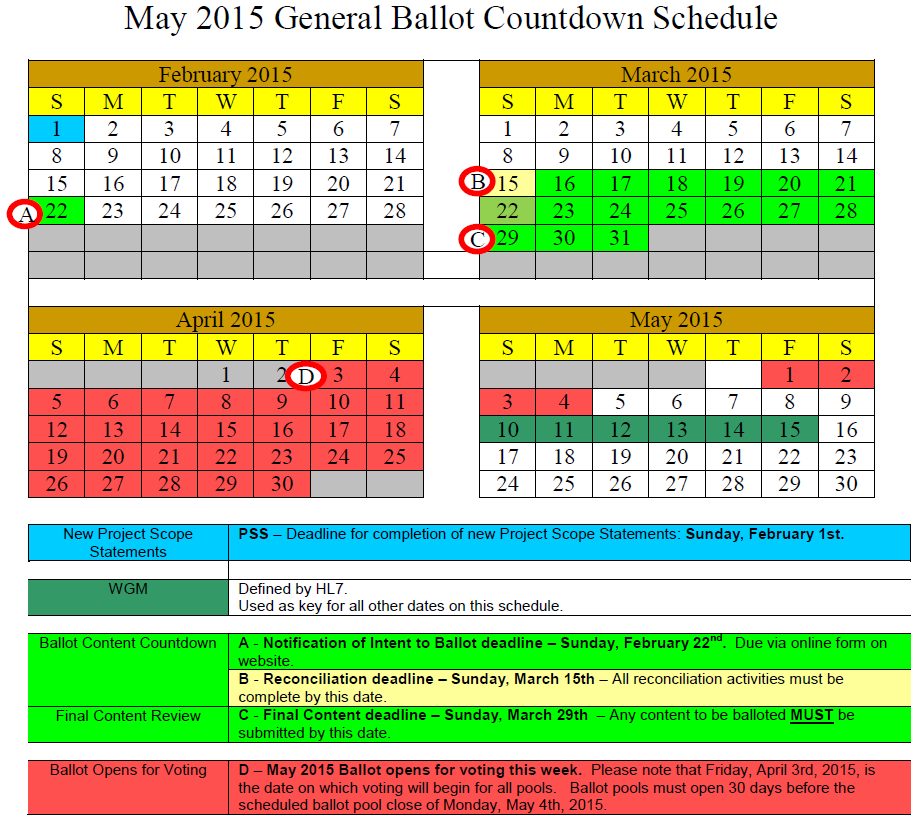 May 2015 General Ballot Countdown Schedule
February 2015 March 2015
S M T W T F S S M T W T F S
1 2 3 4 5 6 7 1 2 3 4 5 6 7
8 9 10 11 12 13 14 8 9 10 11 12 13 14
15 16 17 18 19 20 21 B 15 16 17 18 19 20 21
A 22 23 24 25 26 27 28 22 23 24 25 26 27 28
C 29 30 31
April 2015 May 2015
S M T W T F S S M T W T F S
1 2 D 3 4 1 2
5 6 7 8 9 10 11 3 4 5 6 7 8 9
12 13 14 15 16 17 18 10 11 12 13 14 15 16
19 20 21 22 23 24 25 17 18 19 20 21 22 23
26 27 28 29 30 24 25 26 27 28 29 30
New Project Scope
Statements
PSS – Deadline for completion of new Project Scope Statements: Sunday, February 1st.
WGM
Defined by HL7.
Used as key for all other dates on this schedule.
Ballot Content Countdown
A - Notification of Intent to Ballot deadline – Sunday, February 22nd. Due via online form on
website.
B - Reconciliation deadline – Sunday, March 15th – All reconciliation activities must be
complete by this date.
Final Content Review
C - Final Content deadline – Sunday, March 29th – Any content to be balloted MUST be
submitted by this date.
Ballot Opens for Voting
D – May 2015 Ballot opens for voting this week. Please note that Friday, April 3rd, 2015, is
the date on which voting will begin for all pools. Ballot pools must open 30 days before the
scheduled ballot pool close of Monday, May 4th, 2015.